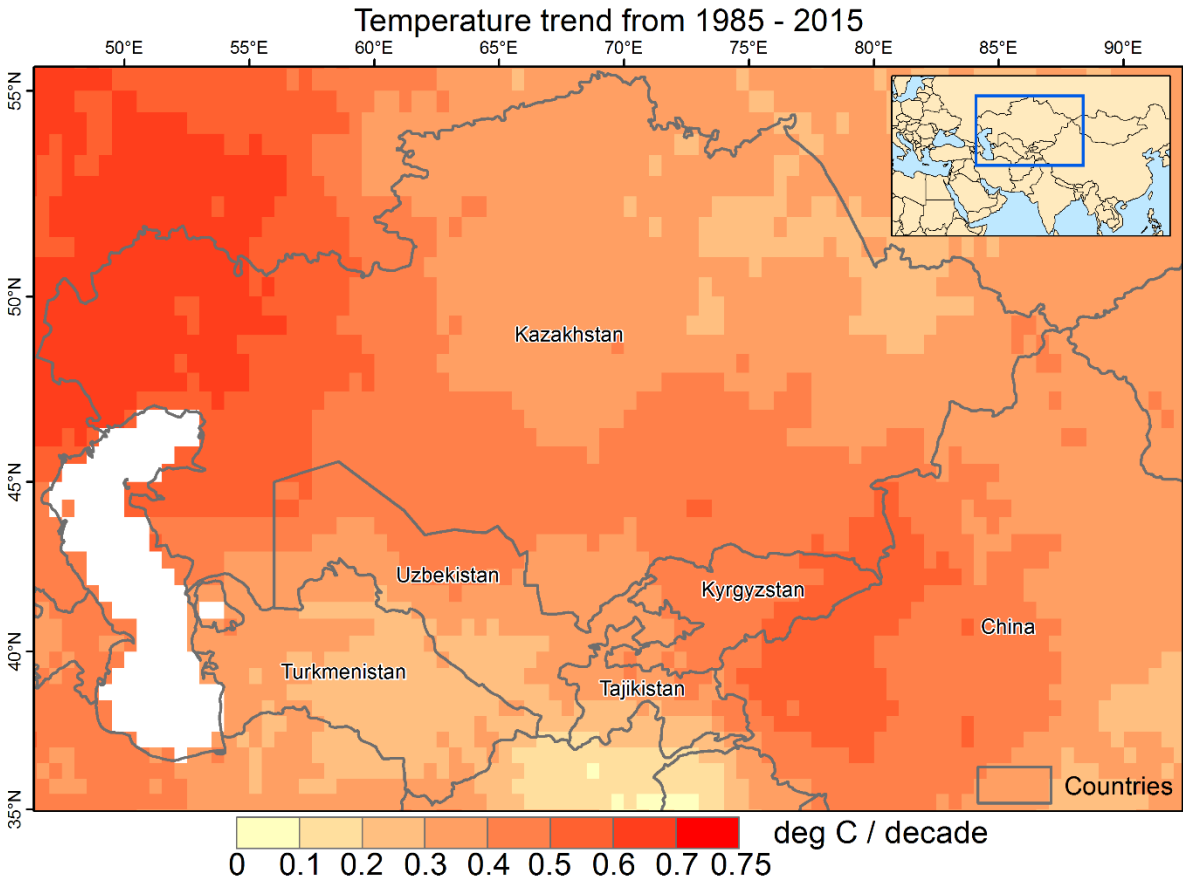 Temperature trend from 1985 - 2015
50°E 55°E 60°E 65°E 70°E 75°E 80°E 85°E 90°E
55°N
50°N
Kazakhstan
45°N
Uzbekistan
Kyrgyzstan
China
40°N
Turkmenistan
Tajikistan
Countries
35°N
deg C / decade
0 0.1 0.2 0.3 0.4 0.5 0.6 0.7 0.75